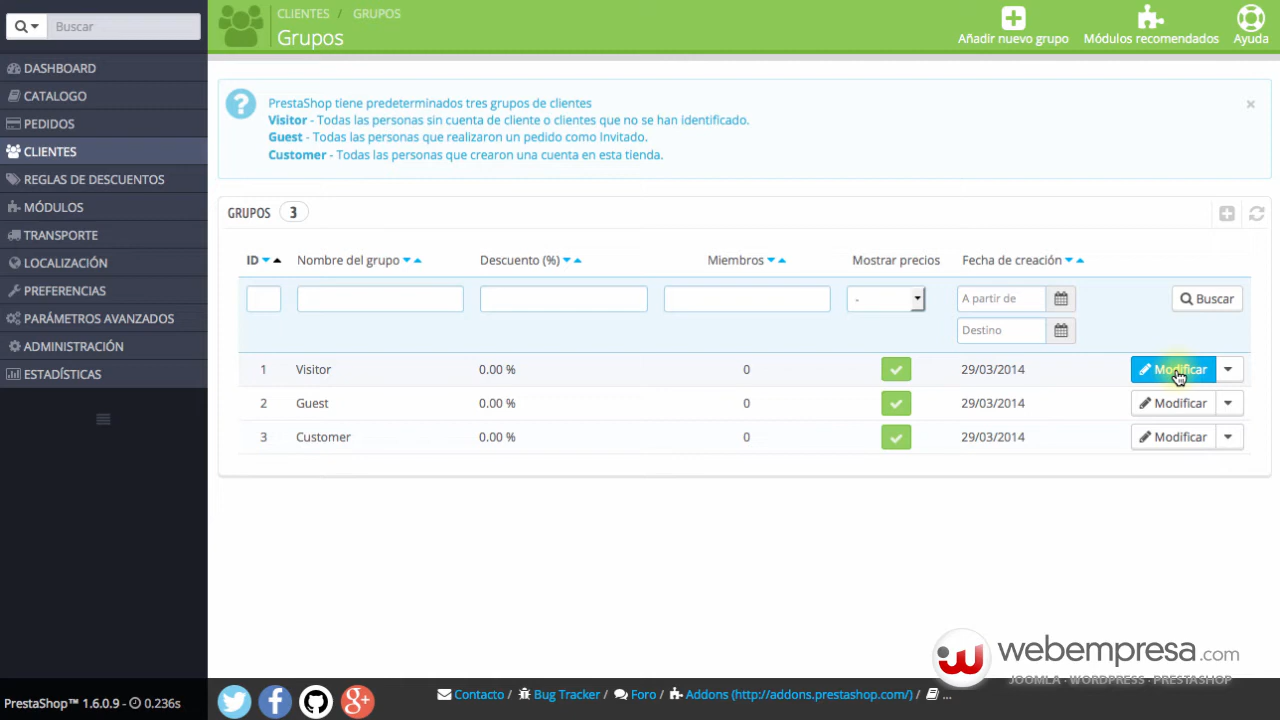 Buscar
CLIENTES / GRUPOS
Grupos
Añadir nuevo grupo
Módulos recomendados
Ayuda
DASHBOARD
CATALOGO
PEDIDOS
CLIENTES
REGLAS DE DESCUENTOS
MÓDULOS
TRANSPORTE
LOCALIZACIÓN
PREFERENCIAS
PARÁMETROS AVANZADOS
ADMINISTRACIÓN
ESTADÍSTICAS
?
PrestaShop tiene predeterminados tres grupos de clientes
Visitor - Todas las personas sin cuenta de cliente o clientes que no se han identificado.
Guest - Todas las personas que realizaron un pedido como Invitado.
Customer - Todas las personas que crearon una cuenta en esta tienda.
×
GRUPOS 3
ID Nombre del grupo Descuento (%) Miembros Mostrar precios Fecha de creación
- A partir de Buscar
Destino
1 Visitor 0.00 % 0 29/03/2014 Modificar
2 Guest 0.00 % 0 29/03/2014 Modificar
3 Customer 0.00 % 0 29/03/2014 Modificar
webempresa.com
JOOMLA - WORDPRESS - PRESTASHOP
PrestaShop™ 1.6.0.9 - 0.236s
Contacto / Bug Tracker / Foro / Addons (http://addons.prestashop.com/) / ...